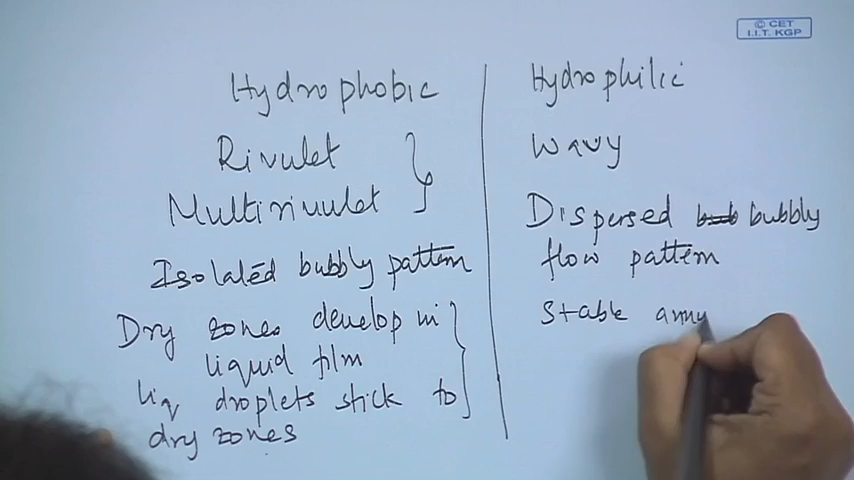 © CET
I.I.T. KGP
Hydrophobic
Rivulet
Multirivulet
Isolated bubbly pattern
Dry zones develop in
liquid film
liq droplets stick to
dry zones
Hydrophilic
Wavy
Dispersed bubbly
flow pattern
Stable annu